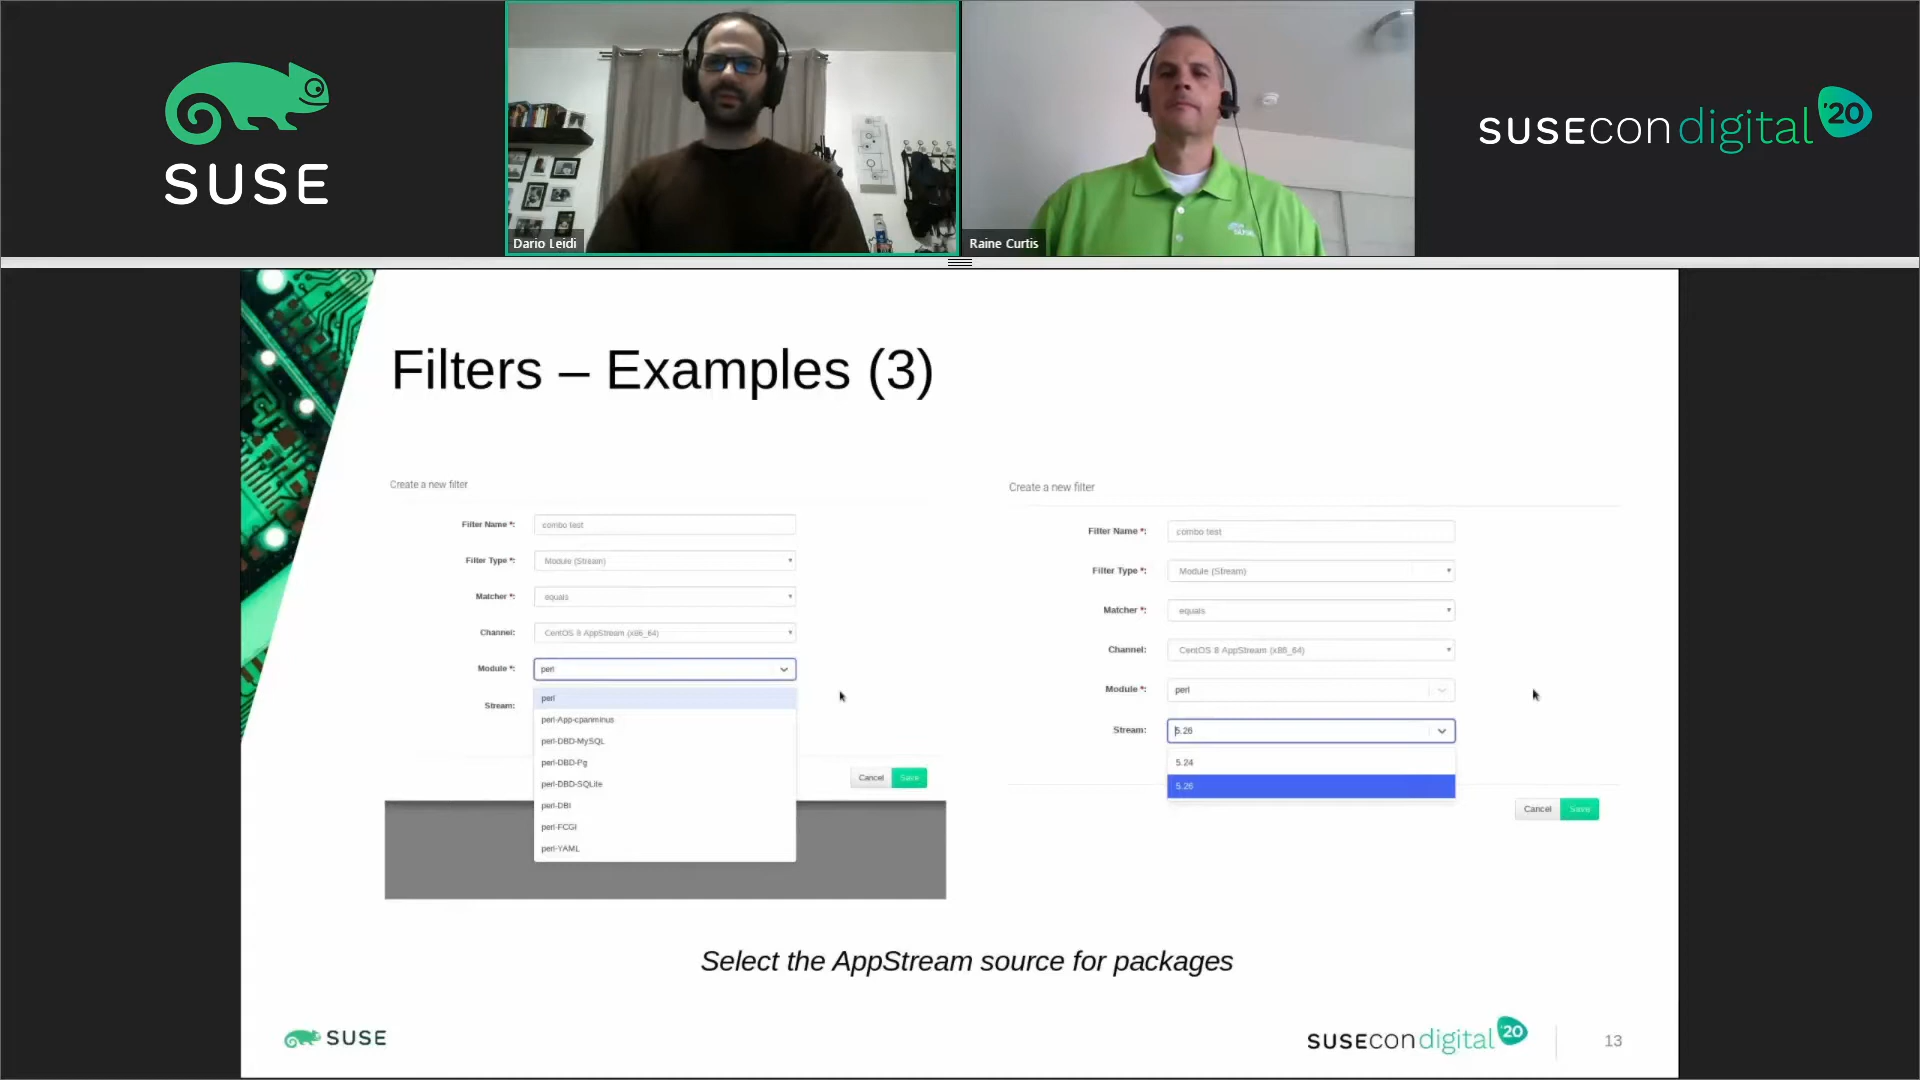 SUSE
Dario Leidi
Raine Curtis
SUSEcon digital '20
Filters – Examples (3)
Create a new filter
Filter Name *: combo test
Filter Type *: Module (Stream)
Matcher *: equals
Channel: CentOS 8 AppStream (x86_64)
Module *: perl
Stream:
perl
perl-App-cpanminus
perl-DBD-MySQL
perl-DBD-Pg
perl-DBD-SQLite
perl-DBI
perl-FCGI
perl-YAML
Cancel Save
Create a new filter
Filter Name *: combo test
Filter Type *: Module (Stream)
Matcher *: equals
Channel: CentOS 8 AppStream (x86_64)
Module *: perl
Stream: 5.26
5.24
5.26
Cancel Save
Select the AppStream source for packages
SUSE
SUSEcon digital '20
13